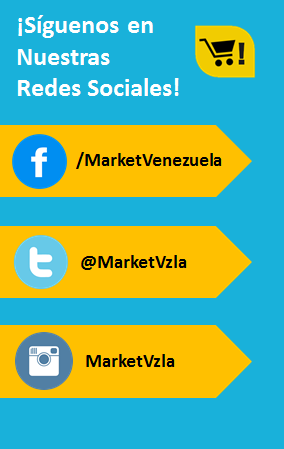 ¡Síguenos en
Nuestras
Redes Sociales!
/MarketVenezuela
@MarketVzla
MarketVzla